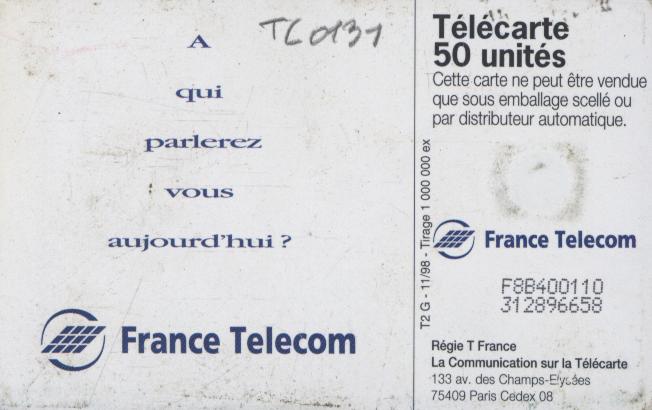 A
qui
parlerez
vous
aujourd'hui ?
France Telecom
TC0131
Télécarte
50 unités
Cette carte ne peut être vendue
que sous emballage scellé ou
par distributeur automatique.
T2 G - 11/98 - Tirage 1 000 000 ex
France Telecom
F8B400110
312896658
Régie T France
La Communication sur la Télécarte
133 av. des Champs-Elysées
75409 Paris Cedex 08